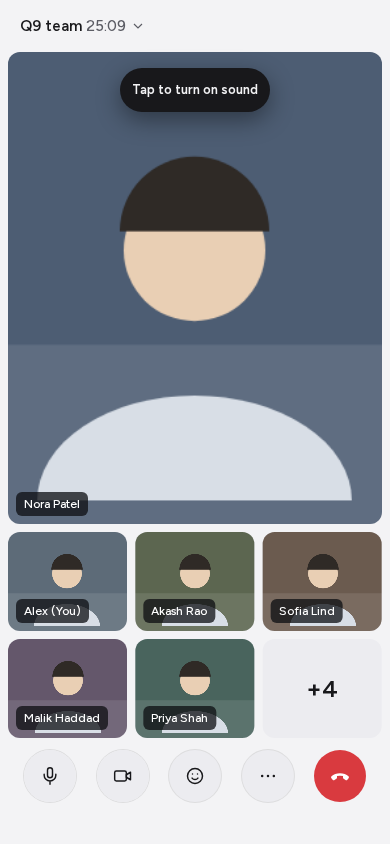 Q9 team 25:09
Tap to turn on sound
Nora Patel
Alex (You)
Akash Rao
Sofia Lind
Malik Haddad
Priya Shah
+4